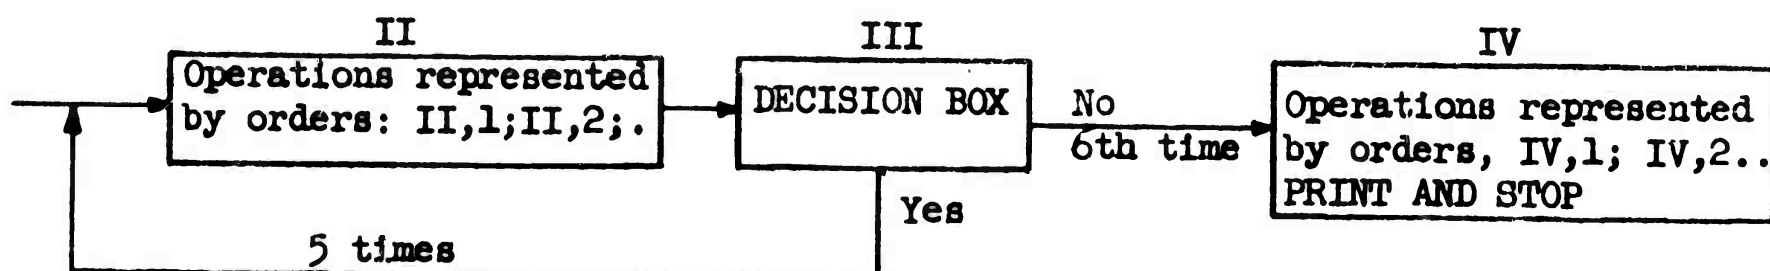 II
Operations represented
by orders: II,1;II,2;.
III
DECISION BOX
No
6th time
Yes
5 times
IV
Operations represented
by orders, IV,1; IV,2..
PRINT AND STOP